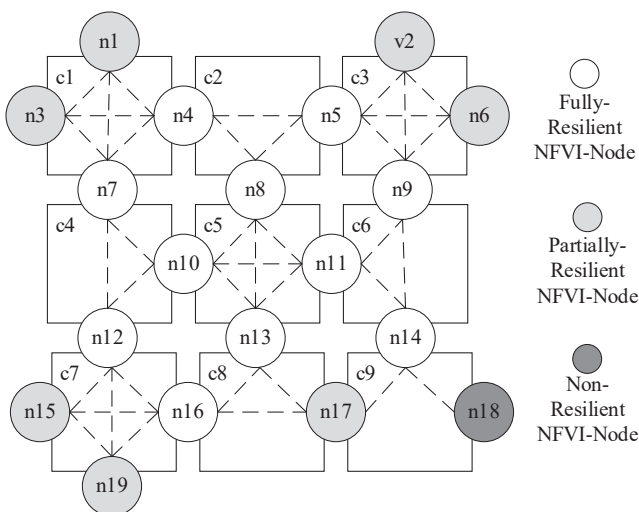 n1
v2
c1
c2
c3
n3
n4
n5
n6
Fully-
Resilient
NFVI-Node
n7
n8
n9
c4
c5
c6
n10
n11
Partially-
Resilient
NFVI-Node
n12
n13
n14
c7
c8
c9
n15
n16
n17
n18
Non-
Resilient
NFVI-Node
n19